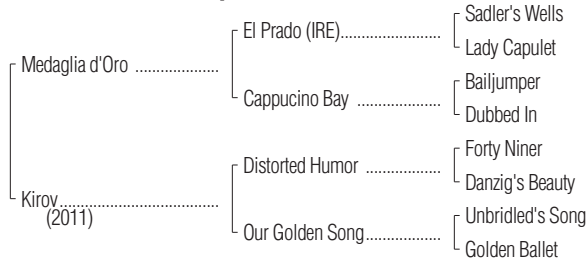 Sadler's Wells
El Prado (IRE)..................
Lady Capulet
Medaglia d'Oro ...................
Bailjumper
Cappucino Bay ...................
Dubbed In
Forty Niner
Distorted Humor .................
Danzig's Beauty
Kirov..............................
(2011)
Unbridled's Song
Our Golden Song.................
Golden Ballet